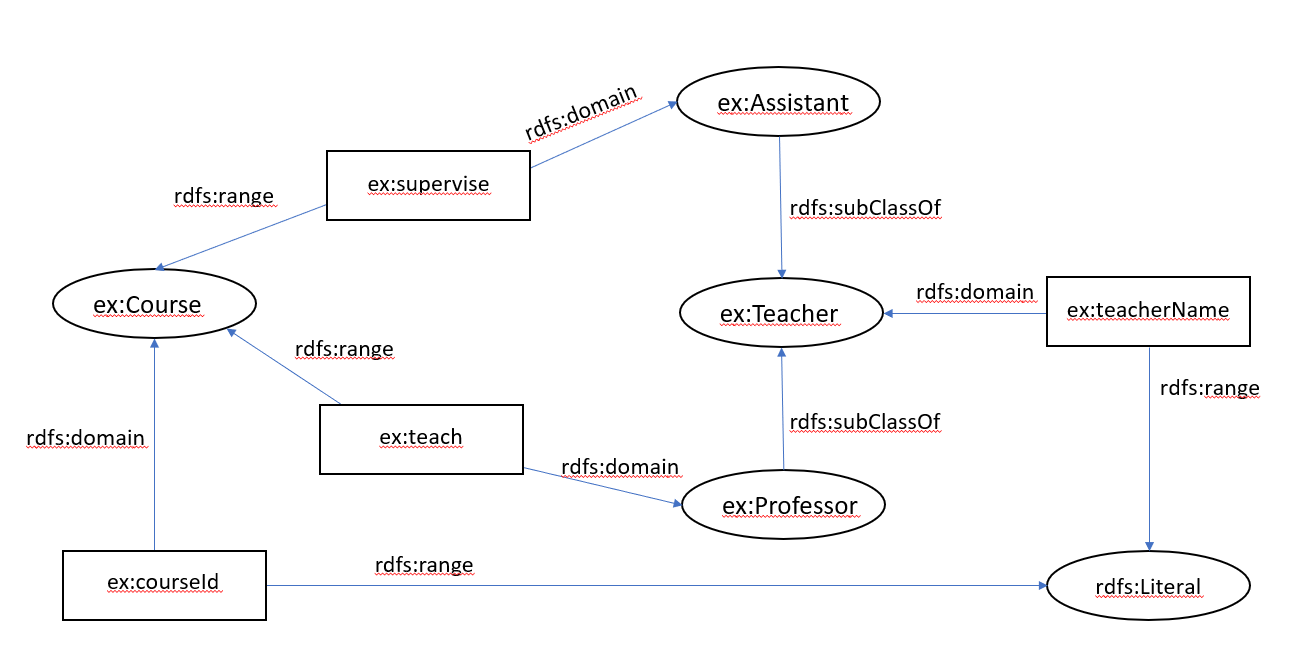 ex:Assistant
rdfs:domain
ex:supervise
rdfs:range
rdfs:subClassOf
ex:Course
rdfs:domain
ex:teacherName
ex:Teacher
rdfs:range
rdfs:range
rdfs:subClassOf
rdfs:domain
ex:teach
rdfs:domain
ex:Professor
rdfs:range
ex:courseId
rdfs:Literal